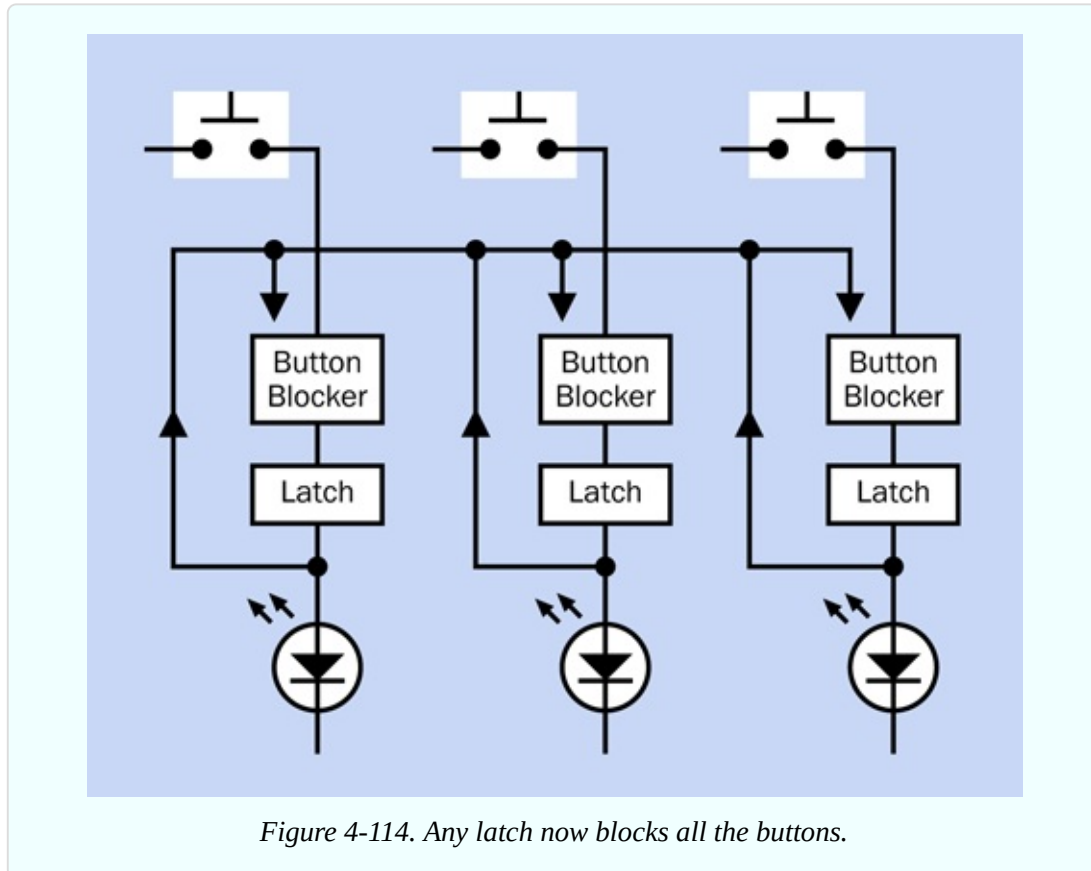 Button
Blocker
Button
Blocker
Button
Blocker
Latch
Latch
Latch
Figure 4-114. Any latch now blocks all the buttons.